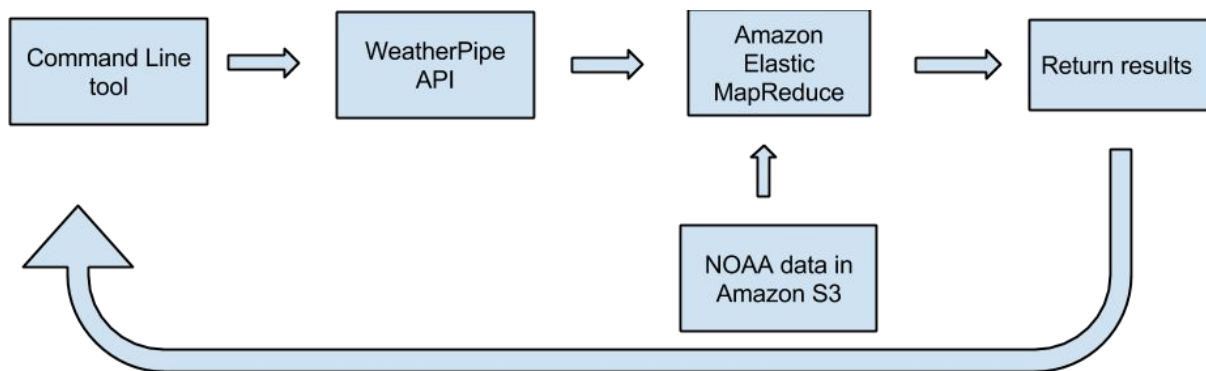 Command Line
tool
WeatherPipe
API
Amazon
Elastic
MapReduce
Return results
NOAA data in
Amazon S3